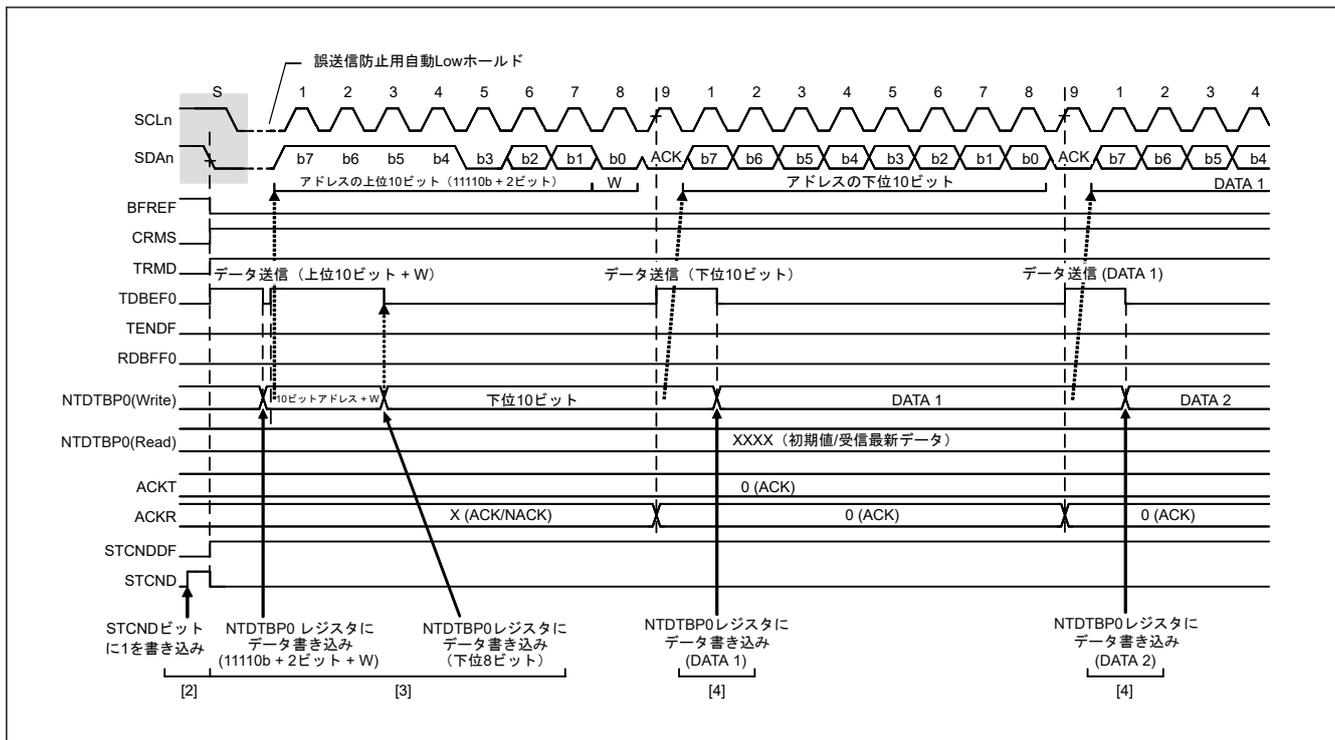 誤送信防止用自動Lowホールド
S 1 2 3 4 5 6 7 8 9 1 2 3 4 5 6 7 8 9 1 2 3 4
SCLn
SDAn b7 b6 b5 b4 b3 b2 b1 b0 ACK b7 b6 b5 b4 b3 b2 b1 b0 ACK b7 b6 b5 b4
アドレスの上位10ビット（11110b + 2ビット） W アドレスの下位10ビット DATA 1
BFREF
CRMS
TRMD
データ送信（上位10ビット + W） データ送信（下位10ビット） データ送信 (DATA 1)
TDBEF0
TENDF
RDBFF0
NTDTBP0(Write) 10ビットアドレス + W 下位10ビット DATA 1 DATA 2
NTDTBP0(Read) XXXX（初期値/受信最新データ）
ACKT 0 (ACK)
ACKR X (ACK/NACK) 0 (ACK) 0 (ACK)
STCNDDF
STCND
STCNDビット
に1を書き込み
NTDTBP0 レジスタに
データ書き込み
(11110b + 2ビット + W)
NTDTBP0レジスタに
データ書き込み
（下位8ビット）
NTDTBP0レジスタに
データ書き込み
(DATA 1)
NTDTBP0レジスタに
データ書き込み
(DATA 2)
[2] [3] [4] [4]